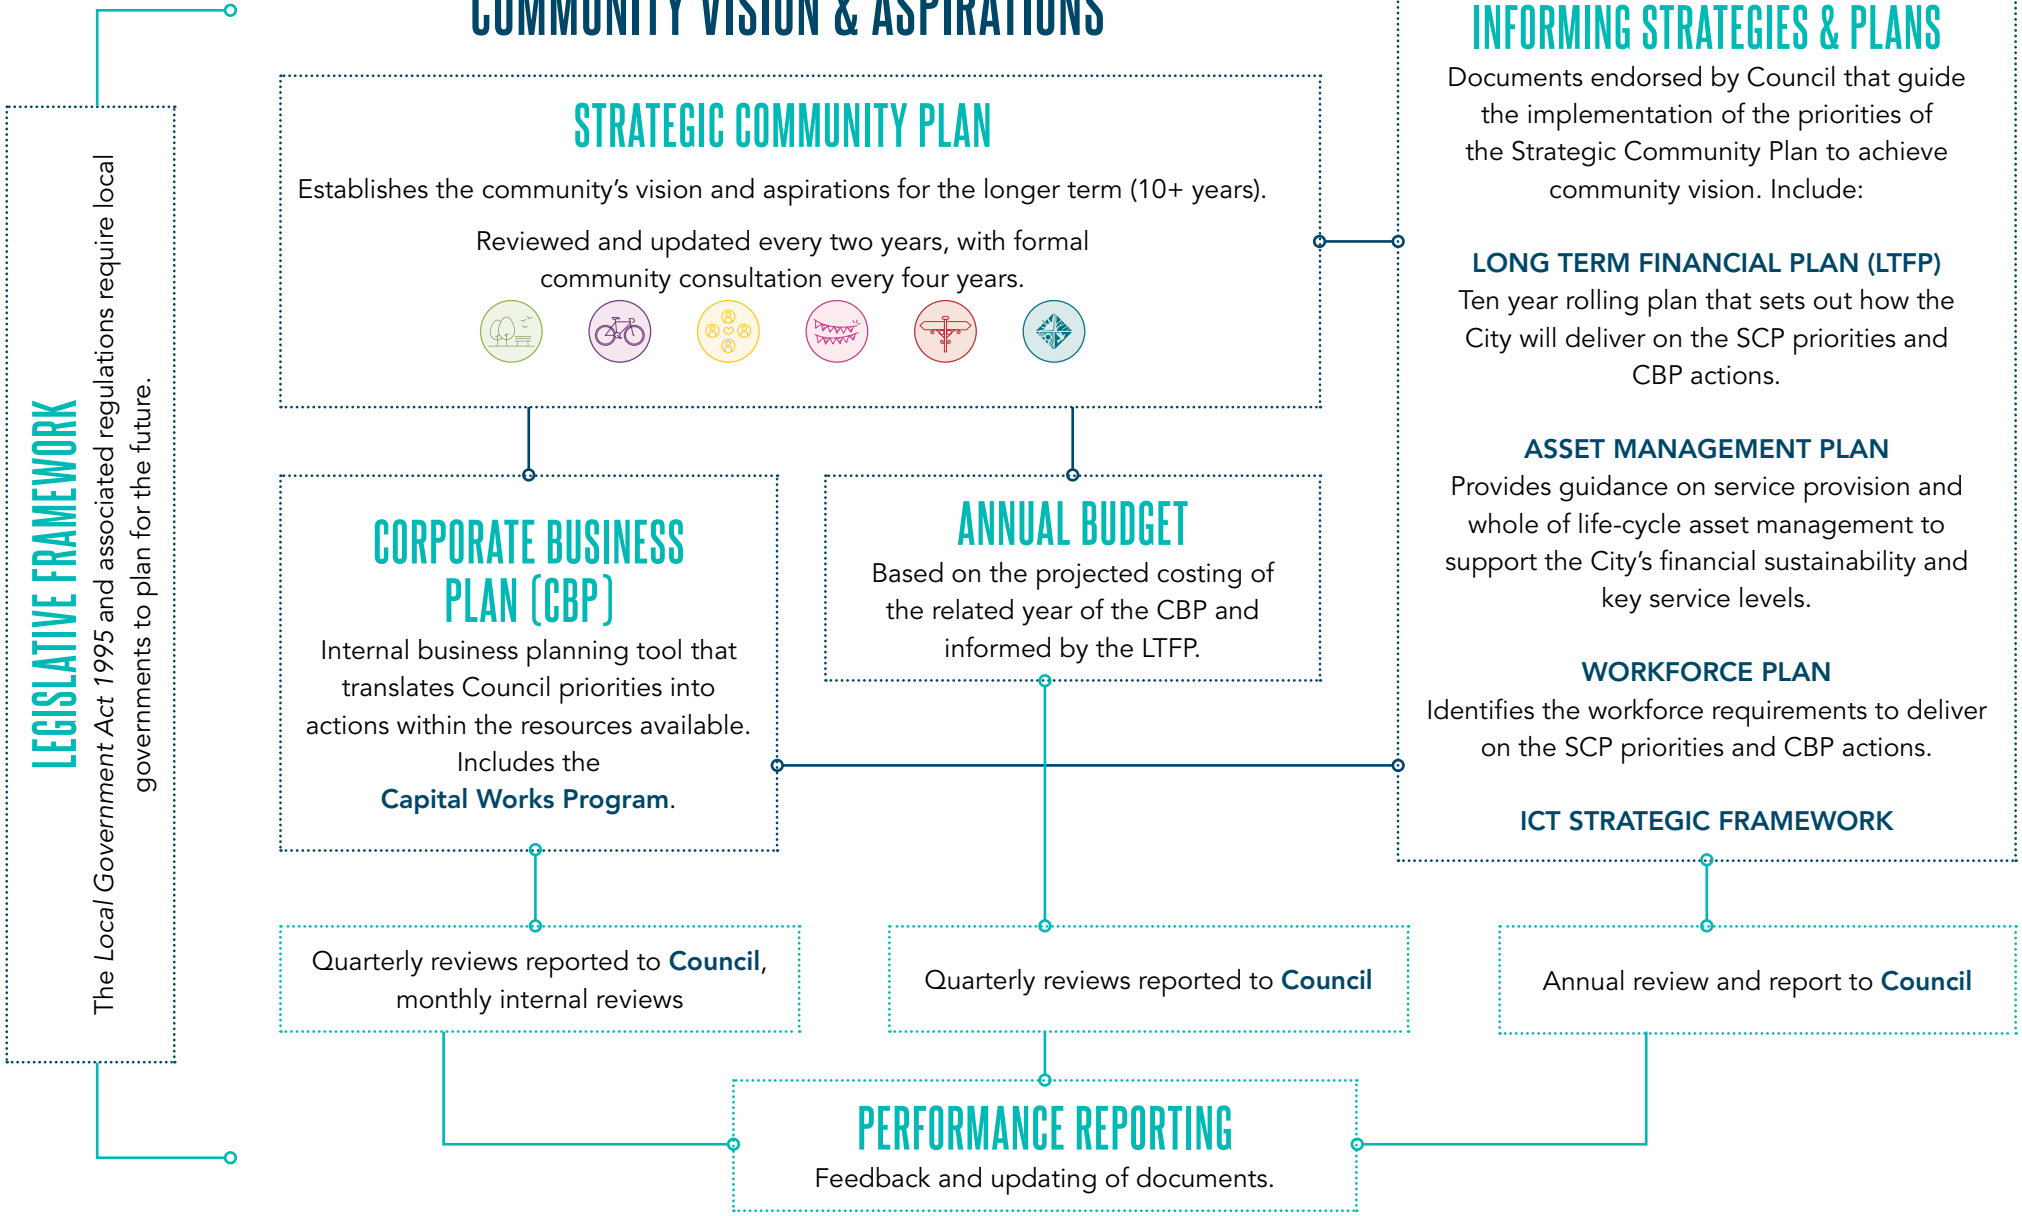 COMMUNITY VISION & ASPIRATIONS
LEGISLATIVE FRAMEWORK
The Local Government Act 1995 and associated regulations require local
governments to plan for the future.
STRATEGIC COMMUNITY PLAN
Establishes the community’s vision and aspirations for the longer term (10+ years).
Reviewed and updated every two years, with formal
community consultation every four years.
CORPORATE BUSINESS
PLAN (CBP)
Internal business planning tool that
translates Council priorities into
actions within the resources available.
Includes the
Capital Works Program.
ANNUAL BUDGET
Based on the projected costing of
the related year of the CBP and
informed by the LTFP.
INFORMING STRATEGIES & PLANS
Documents endorsed by Council that guide
the implementation of the priorities of
the Strategic Community Plan to achieve
community vision. Include:
LONG TERM FINANCIAL PLAN (LTFP)
Ten year rolling plan that sets out how the
City will deliver on the SCP priorities and
CBP actions.
ASSET MANAGEMENT PLAN
Provides guidance on service provision and
whole of life-cycle asset management to
support the City’s financial sustainability and
key service levels.
WORKFORCE PLAN
Identifies the workforce requirements to deliver
on the SCP priorities and CBP actions.
ICT STRATEGIC FRAMEWORK
Quarterly reviews reported to Council,
monthly internal reviews
Quarterly reviews reported to Council
Annual review and report to Council
PERFORMANCE REPORTING
Feedback and updating of documents.